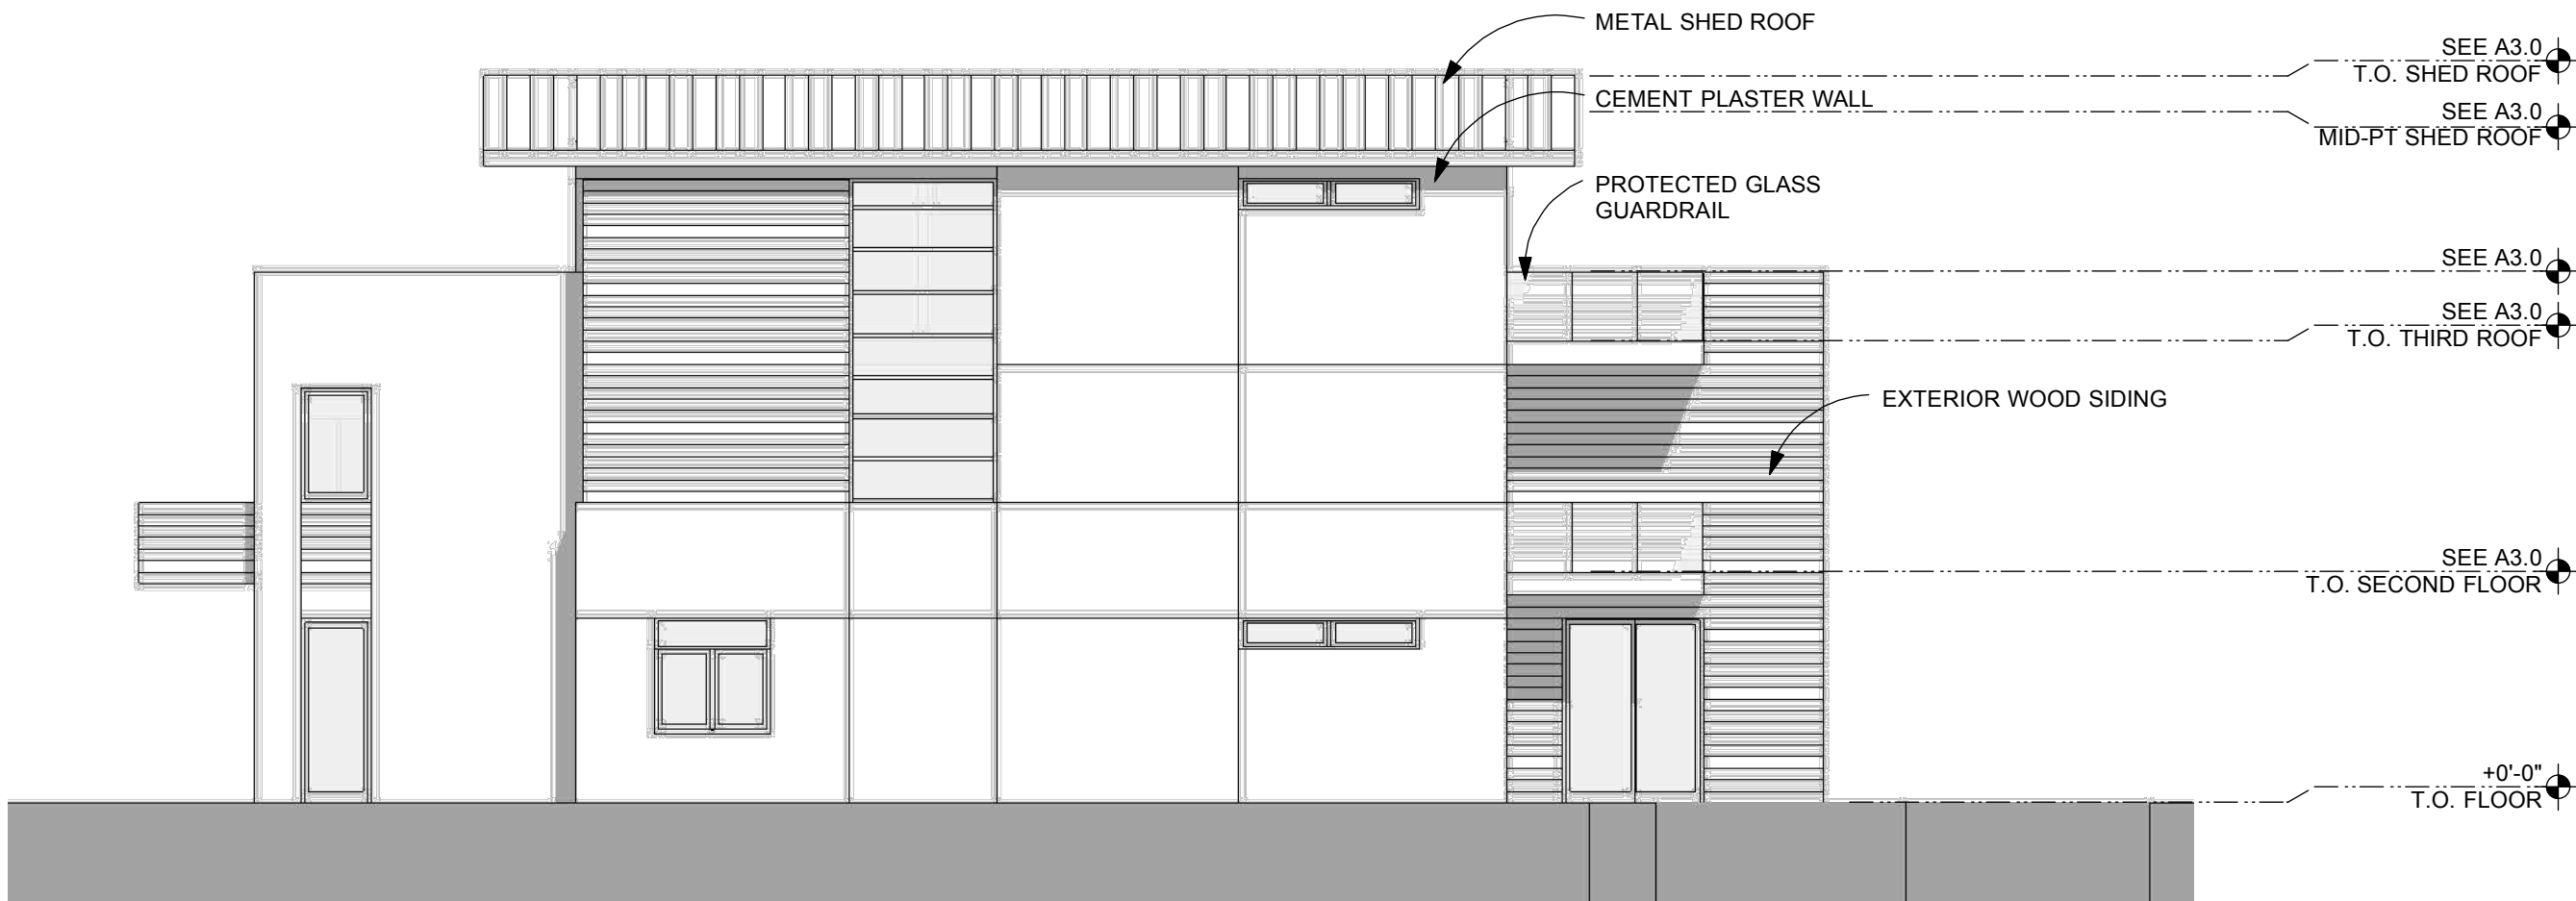 METAL SHED ROOF
SEE A3.0
T.O. SHED ROOF
CEMENT PLASTER WALL
SEE A3.0
MID-PT SHED ROOF
PROTECTED GLASS
GUARDRAIL
SEE A3.0
SEE A3.0
T.O. THIRD ROOF
EXTERIOR WOOD SIDING
SEE A3.0
T.O. SECOND FLOOR
+0'-0"
T.O. FLOOR